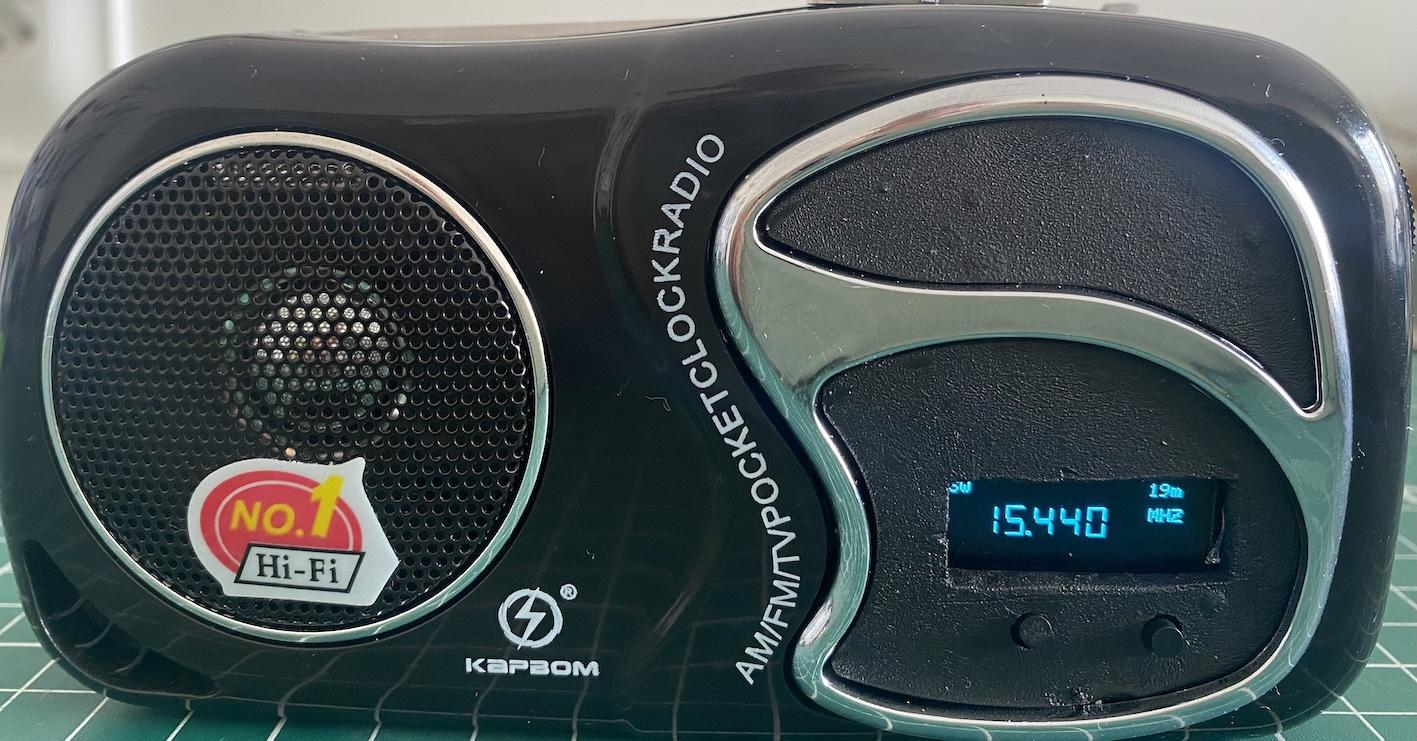 AM/FM/TVPOCKETCLOCKRADIO
NO.1
Hi-Fi
®
KaPBOM
SW 19m
15.440 MHZ